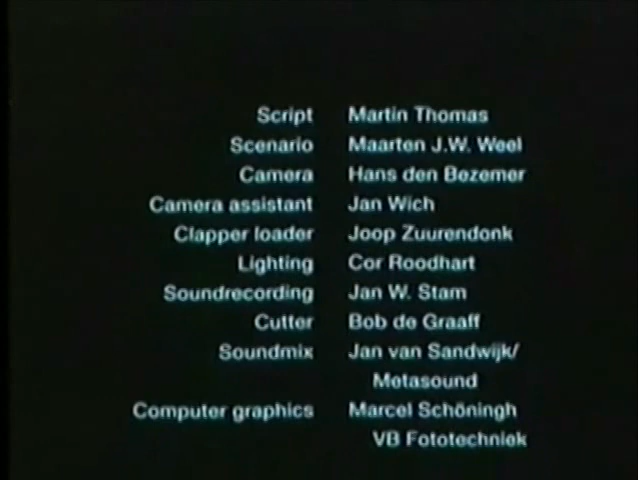 Script Martin Thomas
Scenario Maarten J.W. Weel
Camera Hans den Bezemer
Camera assistant Jan Wich
Clapper loader Joop Zuurendonk
Lighting Cor Roodhart
Soundrecording Jan W. Stam
Cutter Bob de Graaff
Soundmix Jan van Sandwijk/
Metasound
Computer graphics Marcel Schöningh
VB Fototechniek